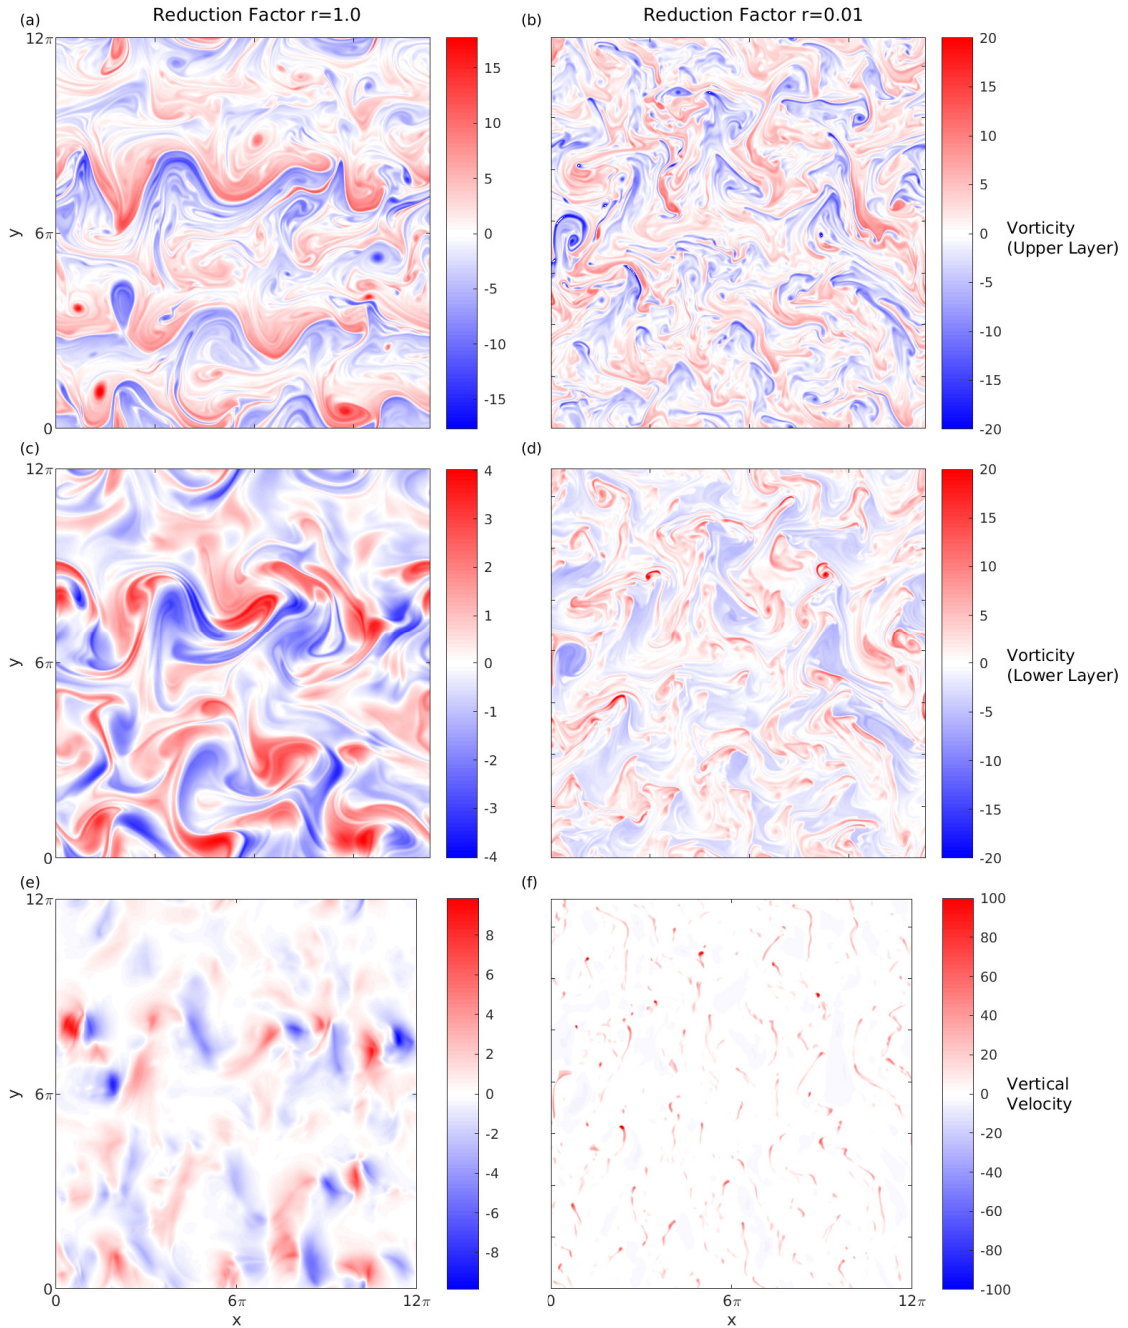 Reduction Factor r=1.0
Reduction Factor r=0.01
(a)
12π
6π
0
y
15
10
5
0
-5
-10
-15
(b)
20
15
10
5
0
-5
-10
-15
-20
Vorticity
(Upper Layer)
(c)
12π
6π
0
y
4
3
2
1
0
-1
-2
-3
-4
(d)
20
15
10
5
0
-5
-10
-15
-20
Vorticity
(Lower Layer)
(e)
12π
6π
0
y
0
6π
12π
x
8
6
4
2
0
-2
-4
-6
-8
(f)
0
6π
12π
x
100
80
60
40
20
0
-20
-40
-60
-80
-100
Vertical
Velocity